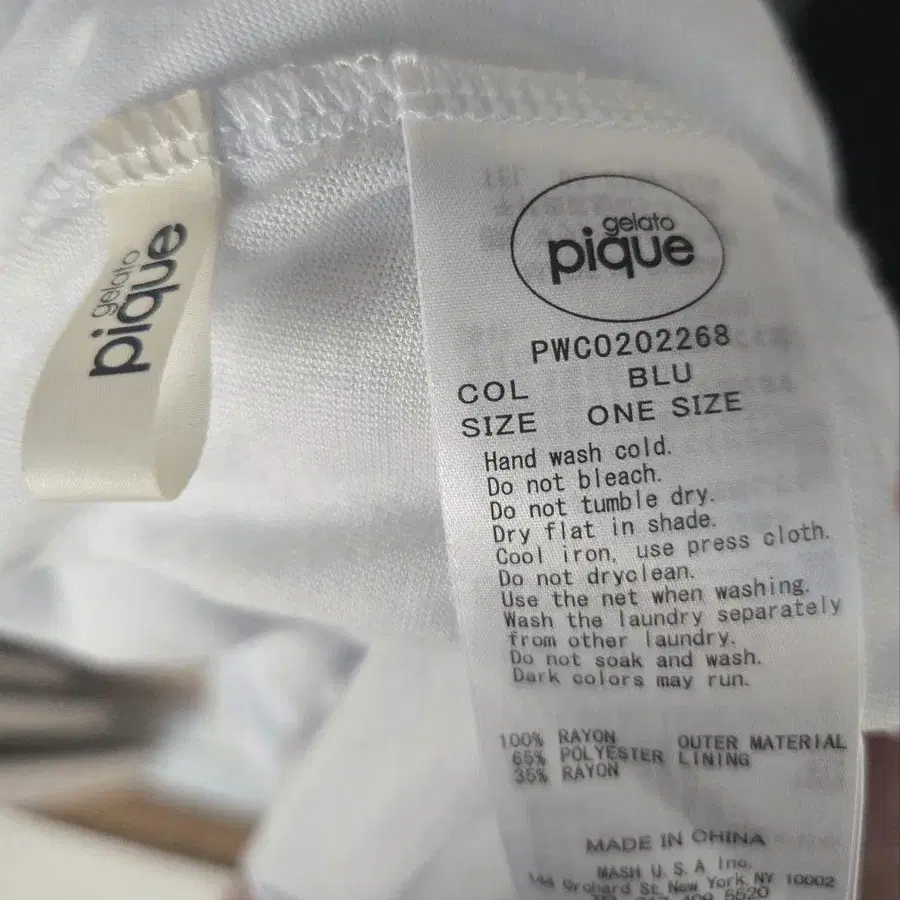 gelato
pique
gelato
pique
PWCO202268
COL BLU
SIZE ONE SIZE
Hand wash cold.
Do not bleach.
Do not tumble dry.
Dry flat in shade.
Cool iron, use press cloth.
Do not dryclean.
Use the net when washing.
Wash the laundry separately
from other laundry.
Do not soak and wash.
Dark colors may run.
100% RAYON OUTER MATERIAL
65% POLYESTER LINING
35% RAYON
MADE IN CHINA
MASH U.S.A Inc.
Orchard St. New York, NY 10002